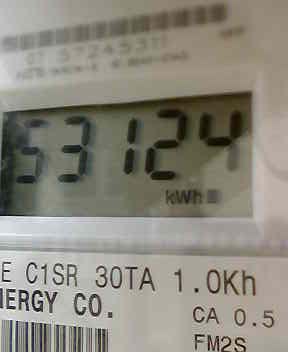 53124
kWh
E C1SR 30TA 1.0Kh
NERGY CO.
CA 0.5
FM2S